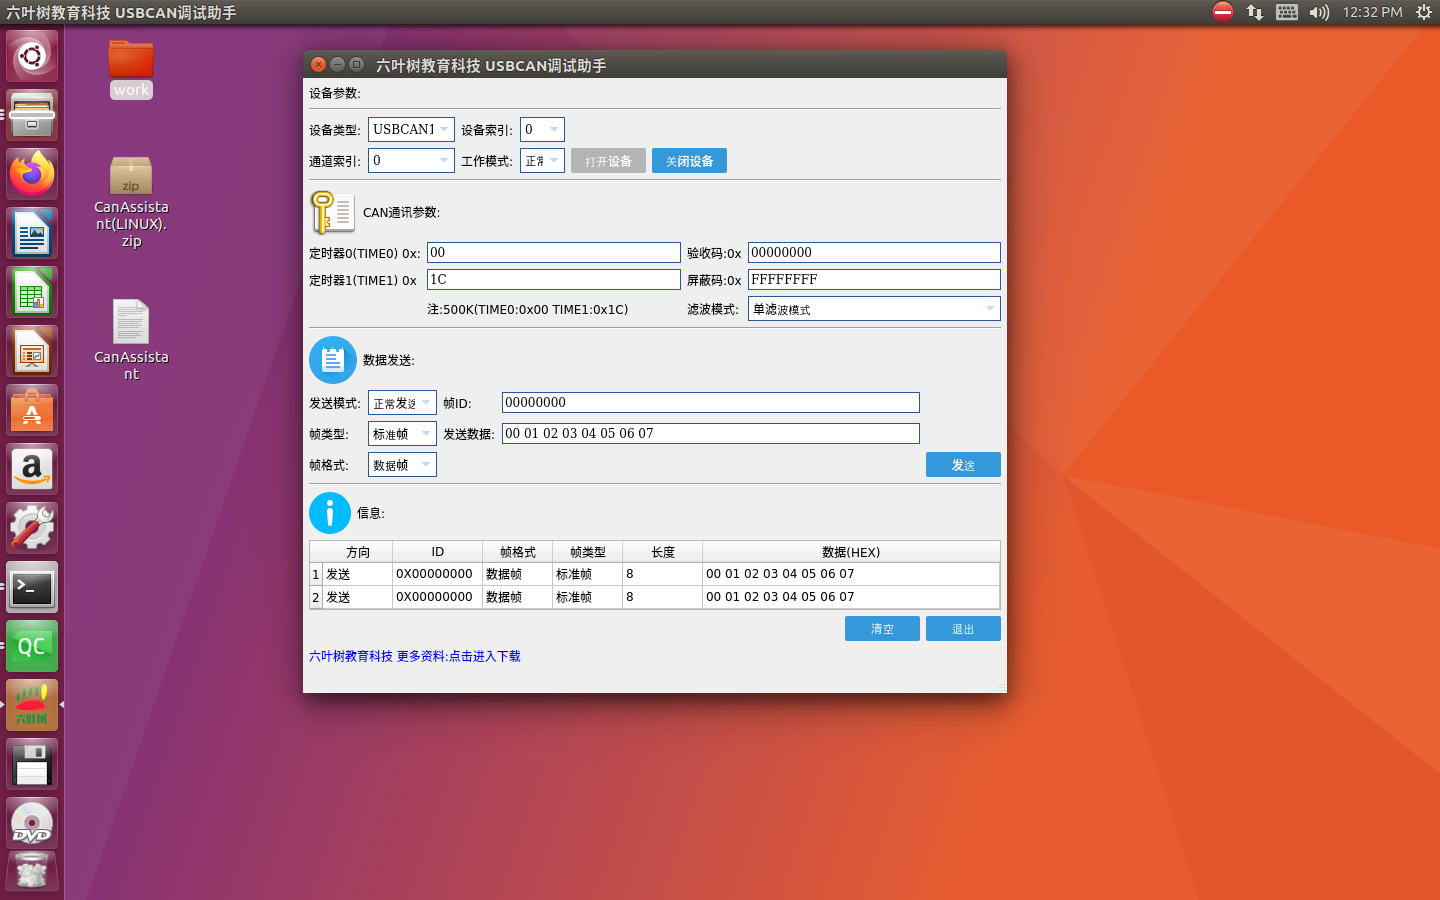 六叶树教育科技 USBCAN调试助手
12:32 PM
work
zip
CanAssista
nt(LINUX).
zip
CanAssista
nt
QC
六叶树
DVD
六叶树教育科技 USBCAN调试助手
设备参数:
设备类型: USBCAN1 设备索引: 0
通道索引: 0 工作模式: 正常 打开设备 关闭设备
CAN通讯参数:
定时器0(TIME0) 0x: 00 验收码:0x 00000000
定时器1(TIME1) 0x 1C 屏蔽码:0x FFFFFFFF
注:500K(TIME0:0x00 TIME1:0x1C) 滤波模式: 单滤波模式
数据发送:
发送模式: 正常发送 帧ID: 00000000
帧类型: 标准帧 发送数据: 00 01 02 03 04 05 06 07
帧格式: 数据帧 发送
信息:
方向 ID 帧格式 帧类型 长度 数据(HEX)
1 发送 0X00000000 数据帧 标准帧 8 00 01 02 03 04 05 06 07
2 发送 0X00000000 数据帧 标准帧 8 00 01 02 03 04 05 06 07
清空 退出
六叶树教育科技 更多资料:点击进入下载